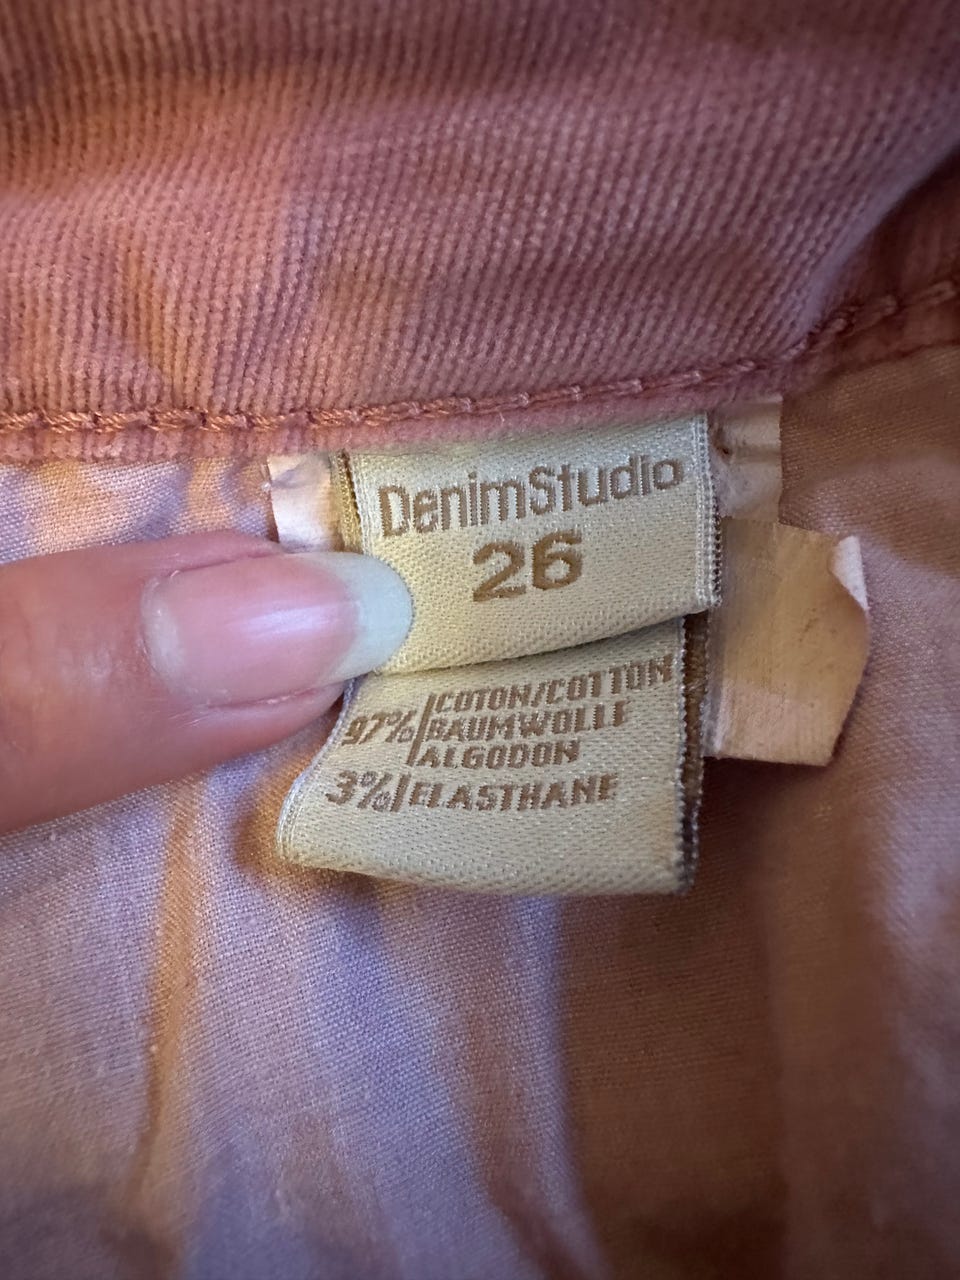 DenimStudio
26
COTON/COTTON
97% BAUMWOLLE
ALGODON
3% ELASTHANE